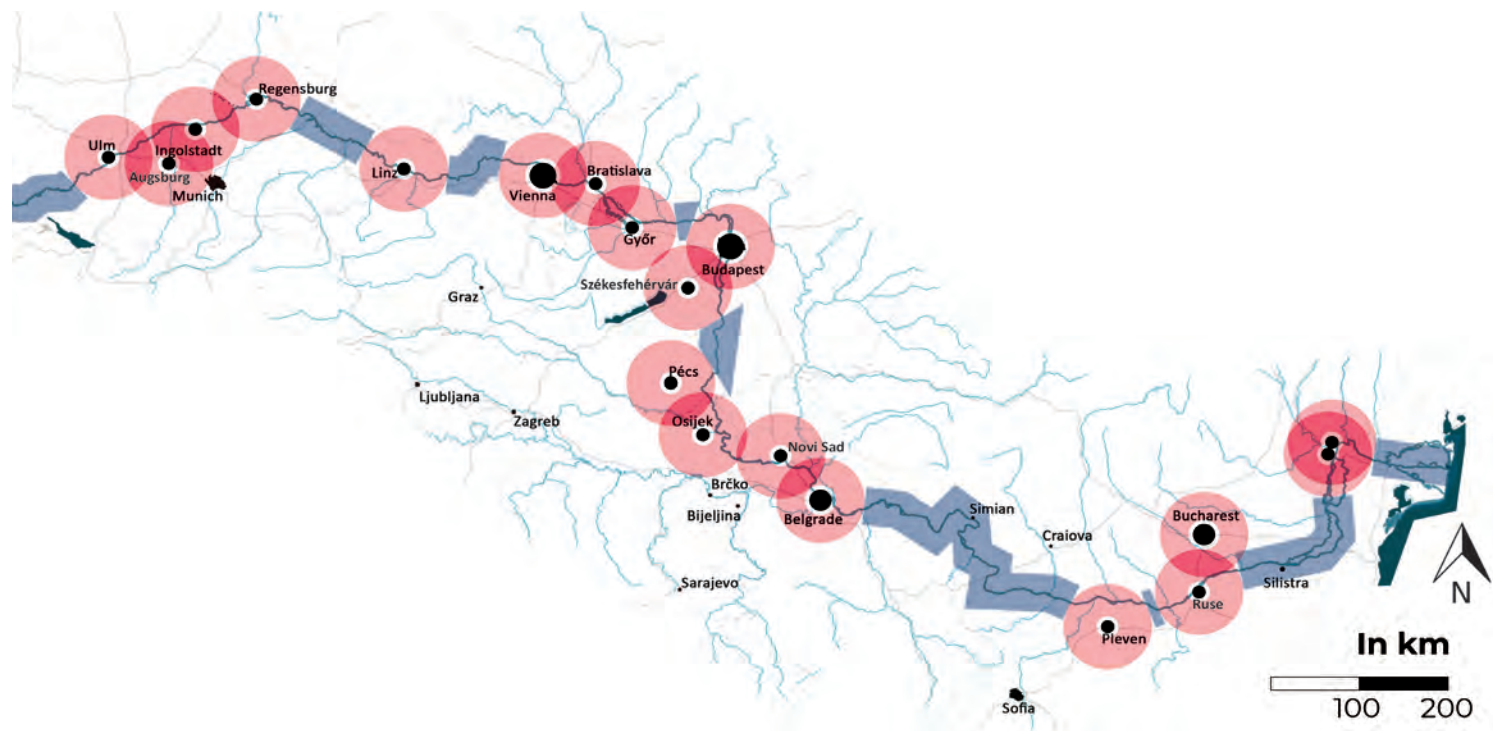 Regensburg
Ulm
Ingolstadt
Augsburg
Munich
Linz
Vienna
Bratislava
Győr
Budapest
Székesfehérvár
Graz
Pécs
Ljubljana
Zagreb
Osijek
Novi Sad
Brčko
Bijeljina
Belgrade
Simian
Craiova
Bucharest
Sarajevo
Silistra
Ruse
Pleven
Sofia
N
In km
100 200